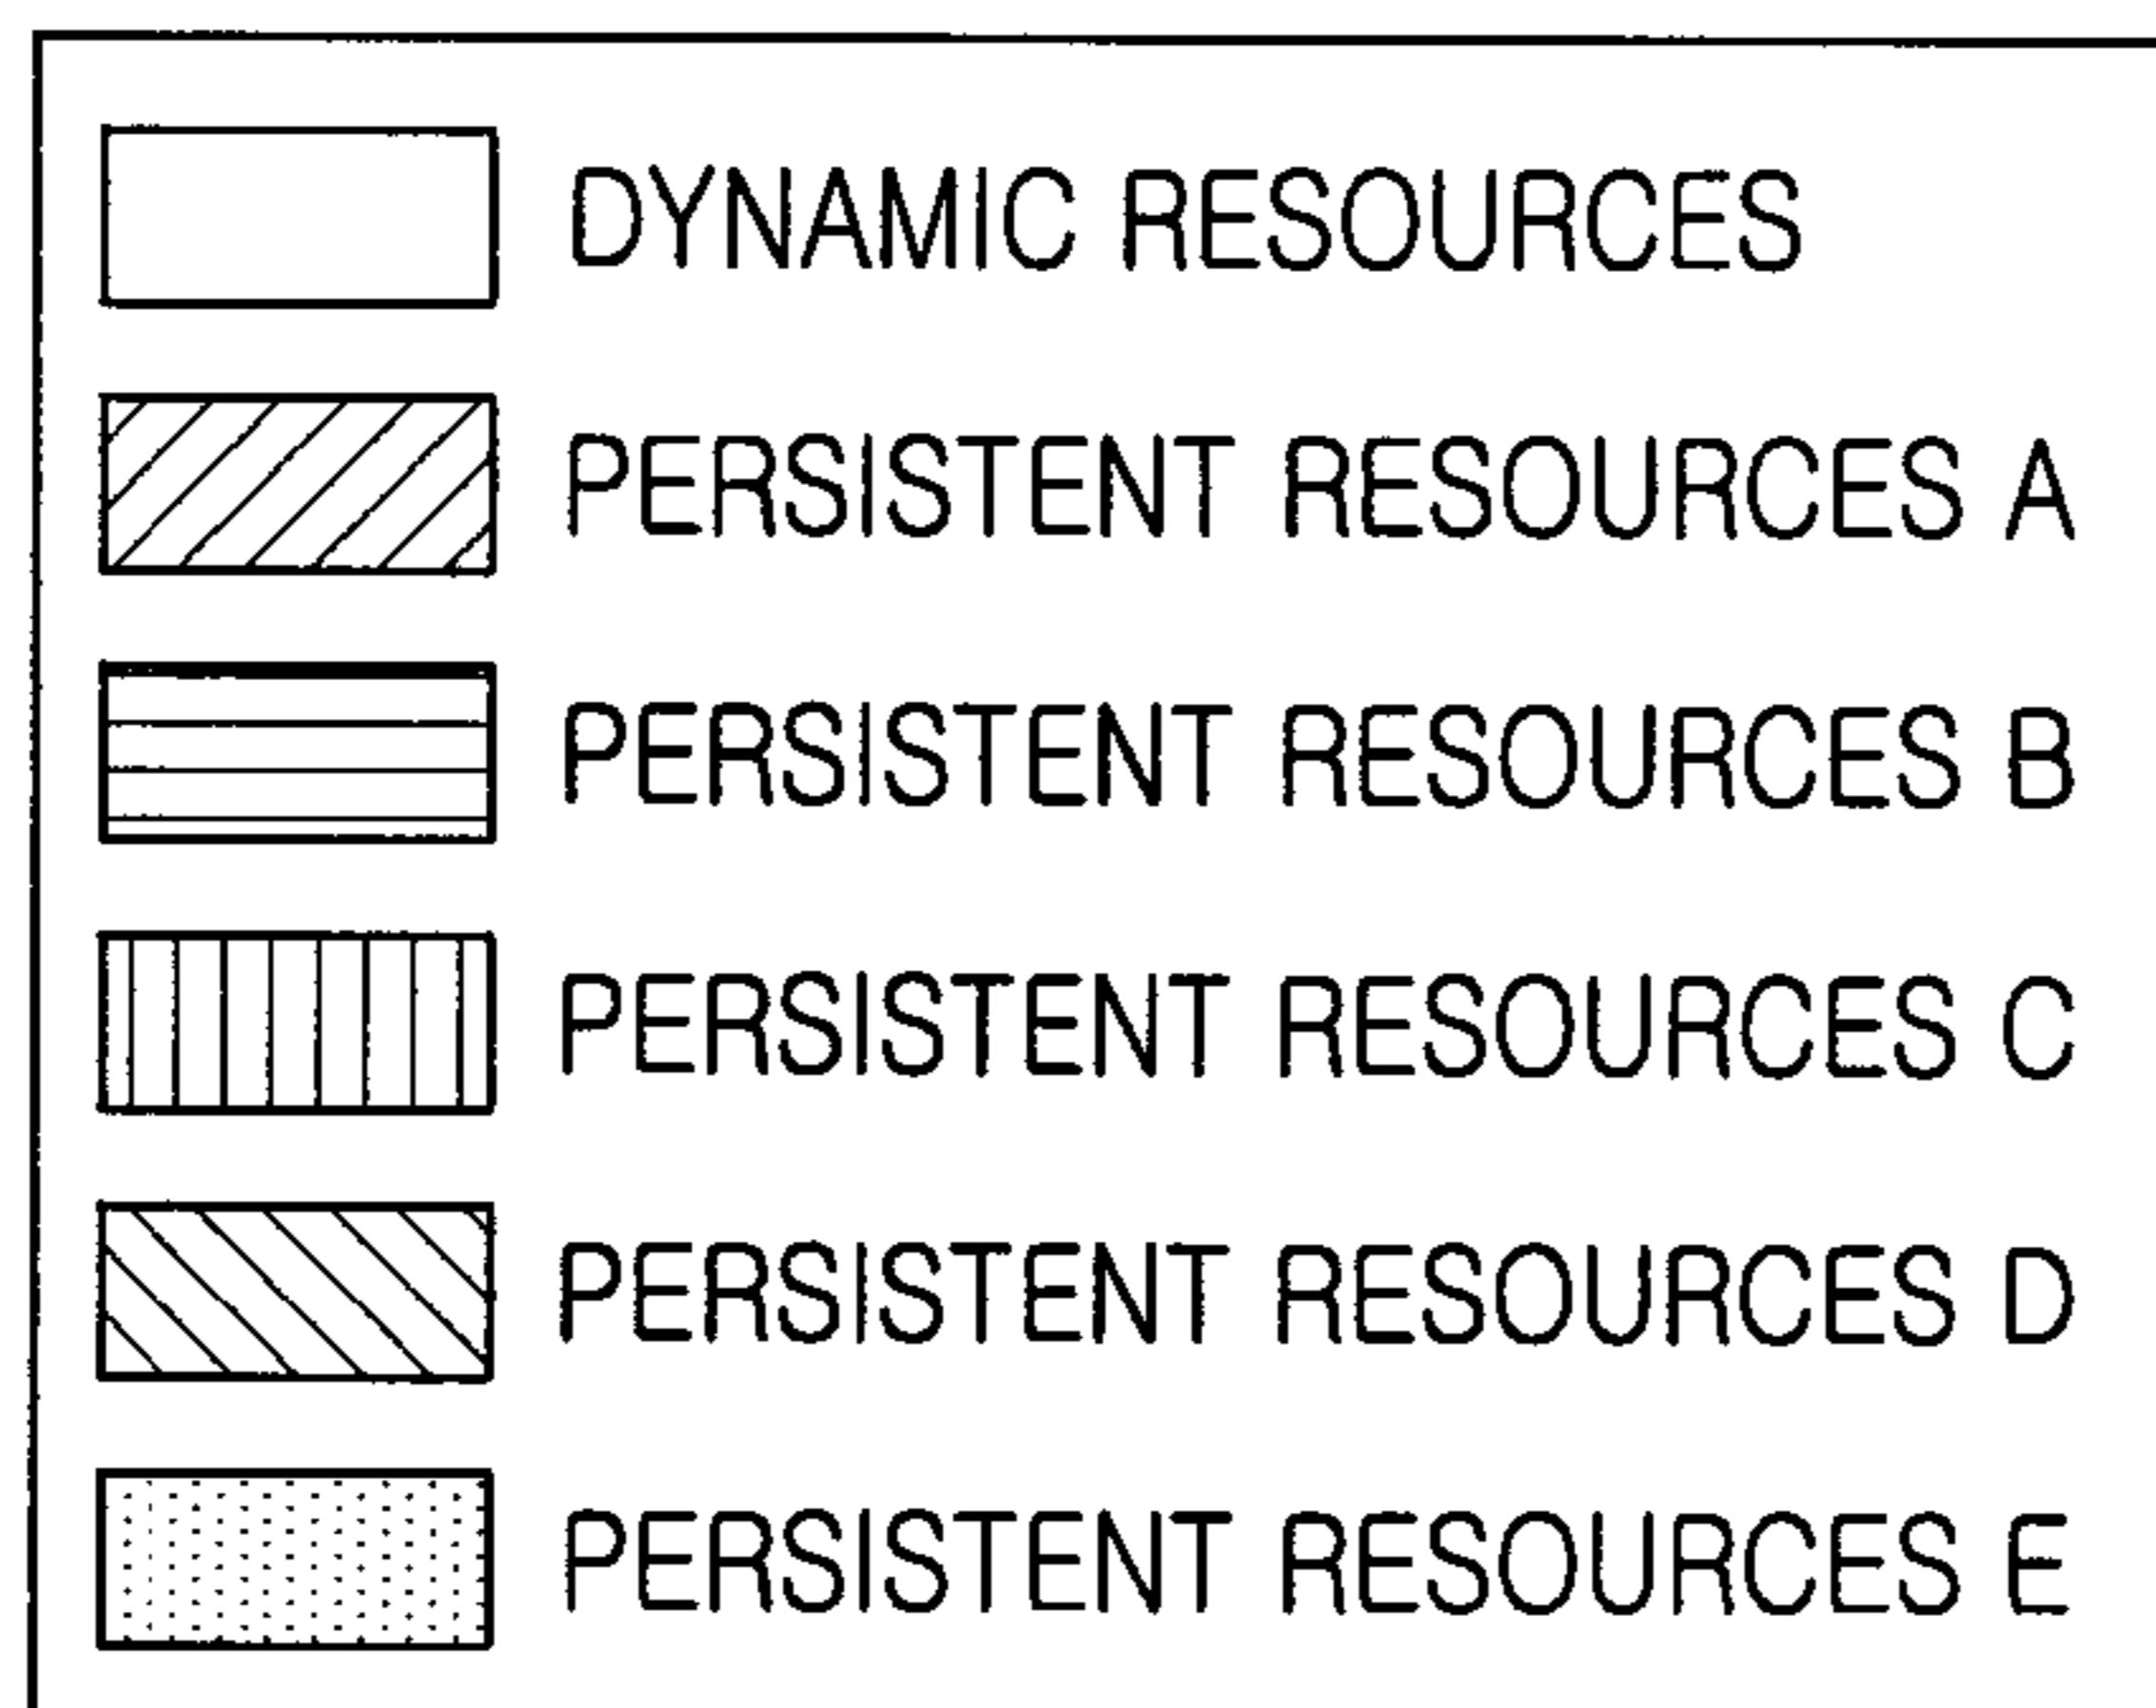 DYNAMIC RESOURCES
PERSISTENT RESOURCES A
PERSISTENT RESOURCES B
PERSISTENT RESOURCES C
PERSISTENT RESOURCES D
PERSISTENT RESOURCES E